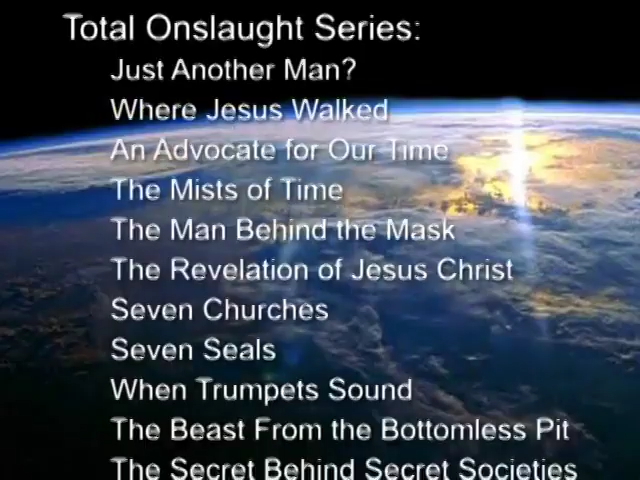 Total Onslaught Series:
Just Another Man?
Where Jesus Walked
An Advocate for Our Time
The Mists of Time
The Man Behind the Mask
The Revelation of Jesus Christ
Seven Churches
Seven Seals
When Trumpets Sound
The Beast From the Bottomless Pit
The Secret Behind Secret Societies